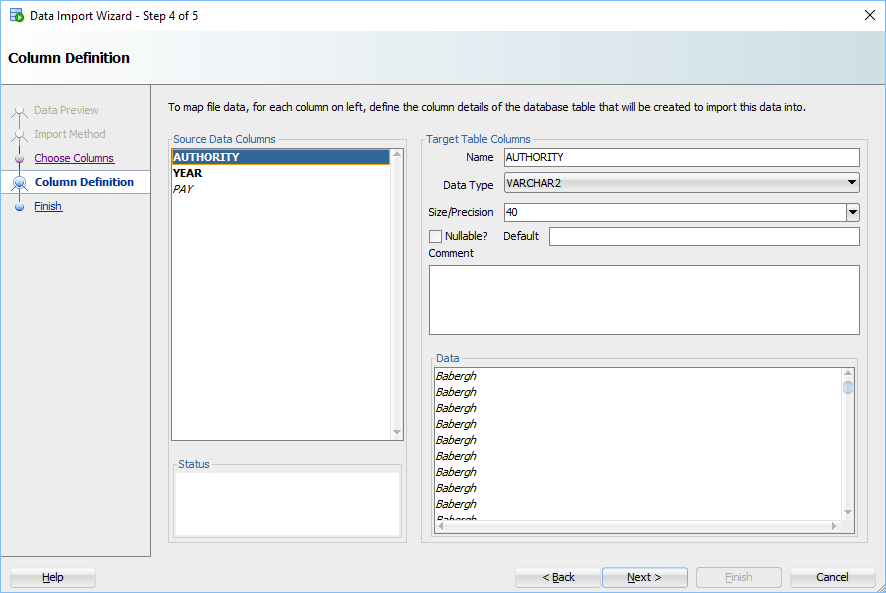 Data Import Wizard - Step 4 of 5
Column Definition
Data Preview
Import Method
Choose Columns
Column Definition
Finish
To map file data, for each column on left, define the column details of the database table that will be created to import this data into.
Source Data Columns
AUTHORITY
YEAR
PAY
Status
Target Table Columns
Name AUTHORITY
Data Type VARCHAR2
Size/Precision 40
Nullable? Default
Comment
Data
Babergh
Babergh
Babergh
Babergh
Babergh
Babergh
Babergh
Babergh
Babergh
Babergh
Help
< Back
Next >
Finish
Cancel